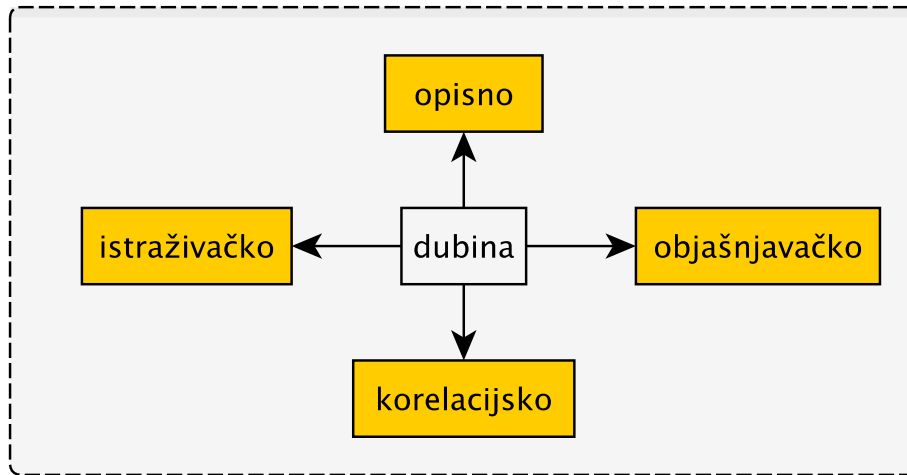 opisno
istraživačko
dubina
objašnjavačko
korelacijsko